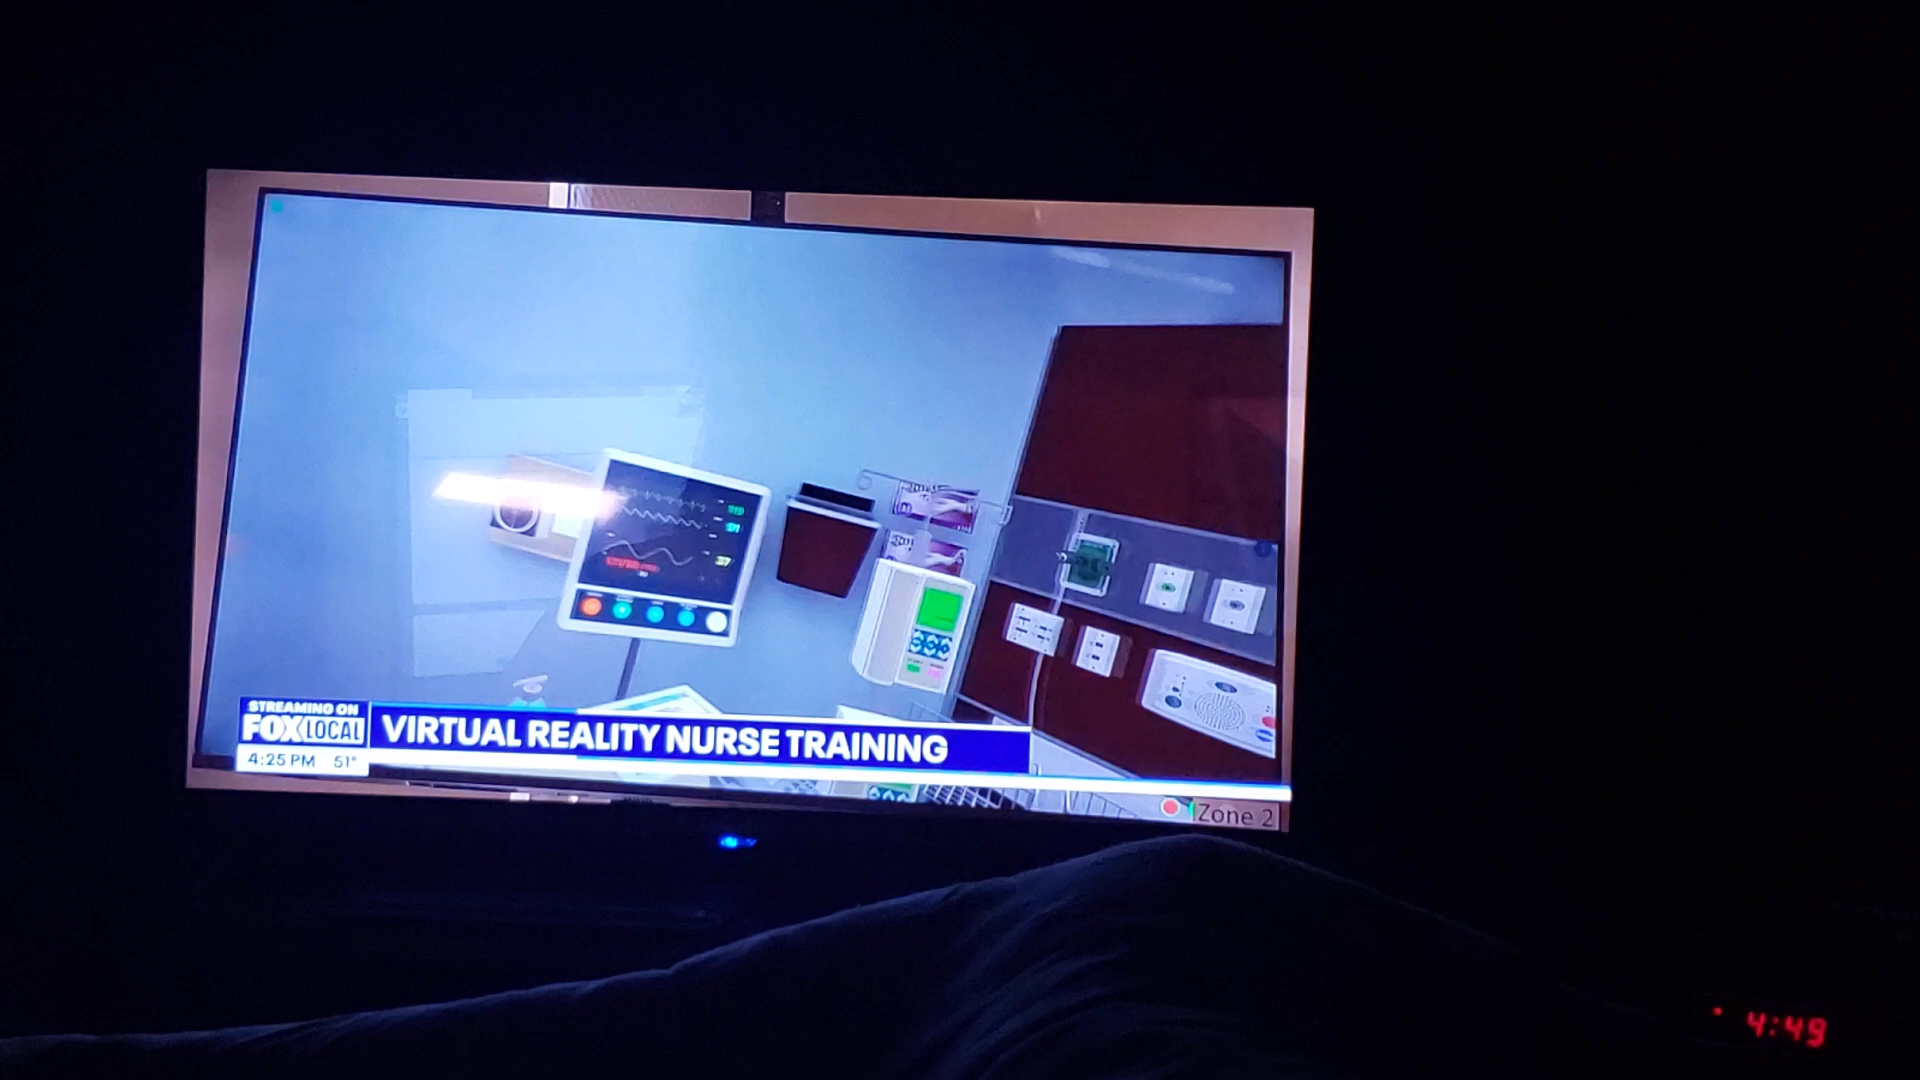 STREAMING ON
FOX LOCAL
VIRTUAL REALITY NURSE TRAINING
4:25 PM 51°
Zone 2
4:49